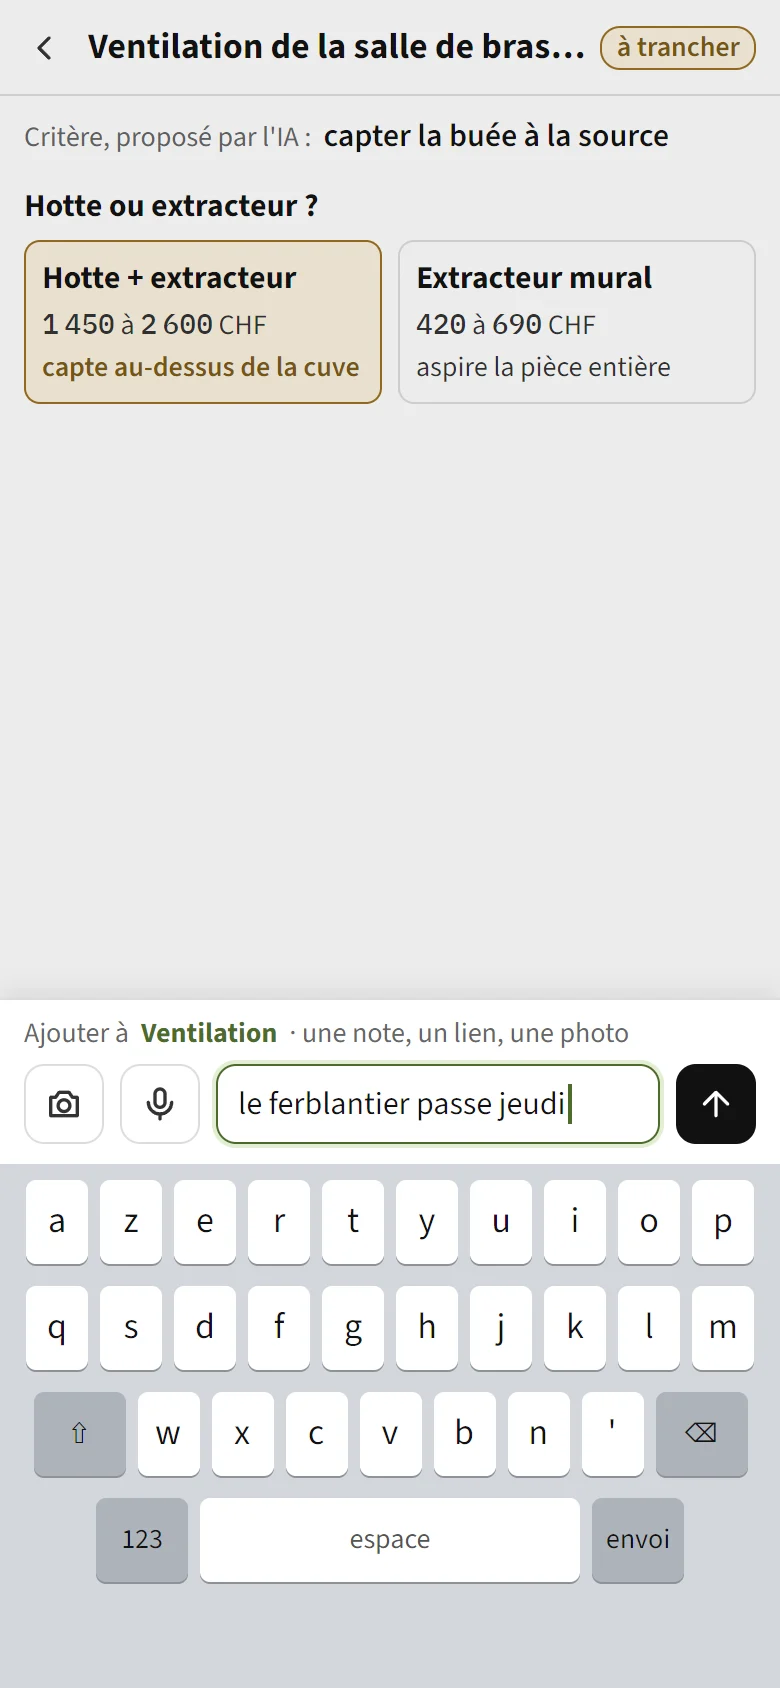 Ventilation de la salle de bras…
à trancher
Critère, proposé par l'IA : capter la buée à la source
Hotte ou extracteur ?
Hotte + extracteur
1 450 à 2 600 CHF
capte au-dessus de la cuve
Extracteur mural
420 à 690 CHF
aspire la pièce entière
Ajouter à Ventilation · une note, un lien, une photo
le ferblantier passe jeudi
a z e r t y u i o p
q s d f g h j k l m
⇧ w x c v b n ' ⌫
123 espace envoi